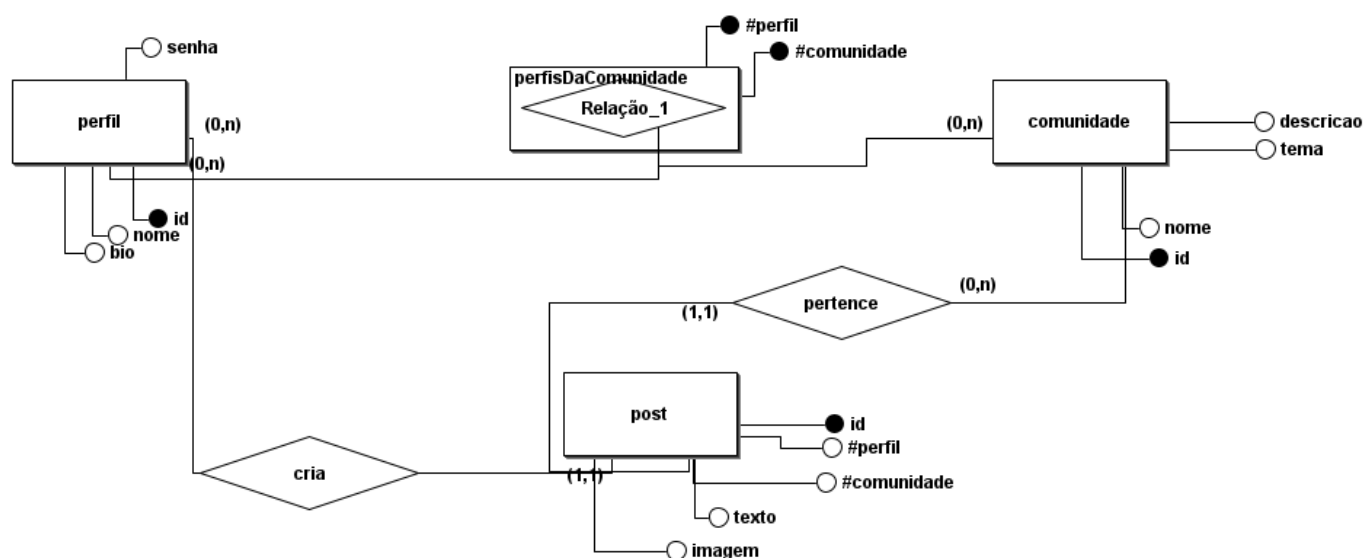 #perfil
senha
#comunidade
perfisDaComunidade
Relação_1
perfil
comunidade
(0,n)
(0,n)
descricao
tema
(0,n)
id
nome
bio
nome
id
(0,n)
pertence
(1,1)
post
id
#perfil
cria
(1,1)
#comunidade
texto
imagem